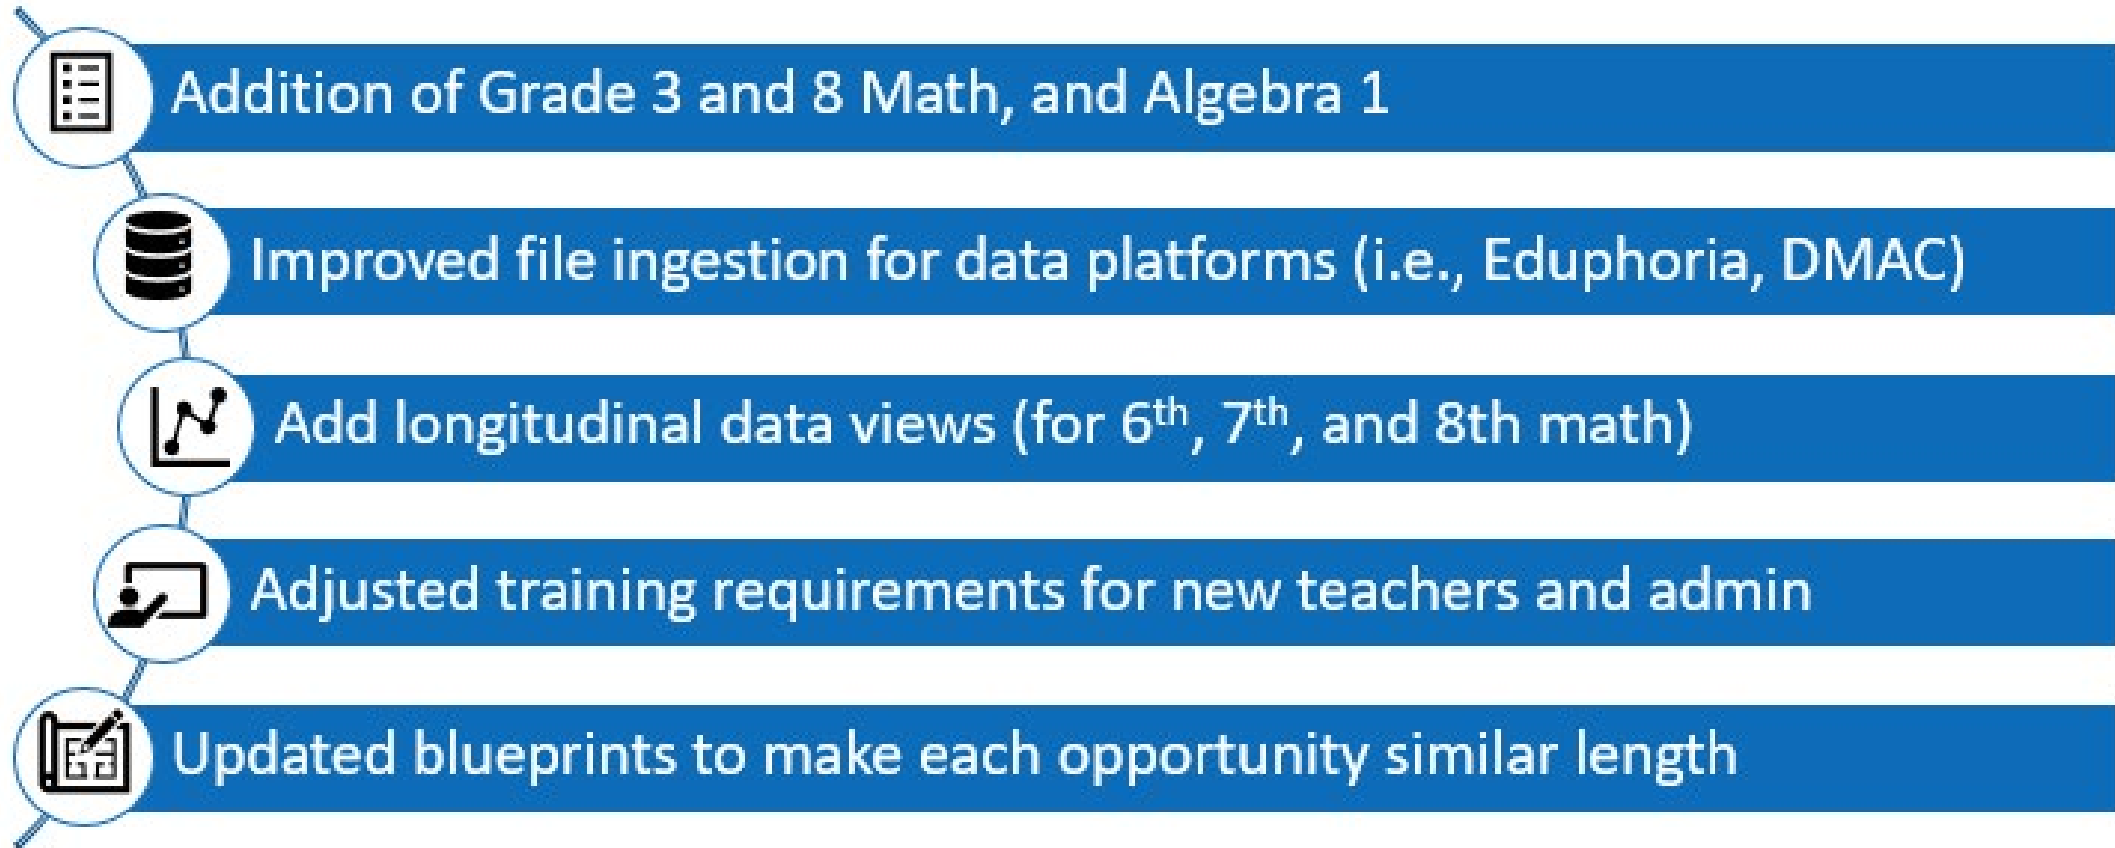 Addition of Grade 3 and 8 Math, and Algebra 1
Improved file ingestion for data platforms (i.e., Eduphoria, DMAC)
Add longitudinal data views (for 6th, 7th, and 8th math)
Adjusted training requirements for new teachers and admin
Updated blueprints to make each opportunity similar length